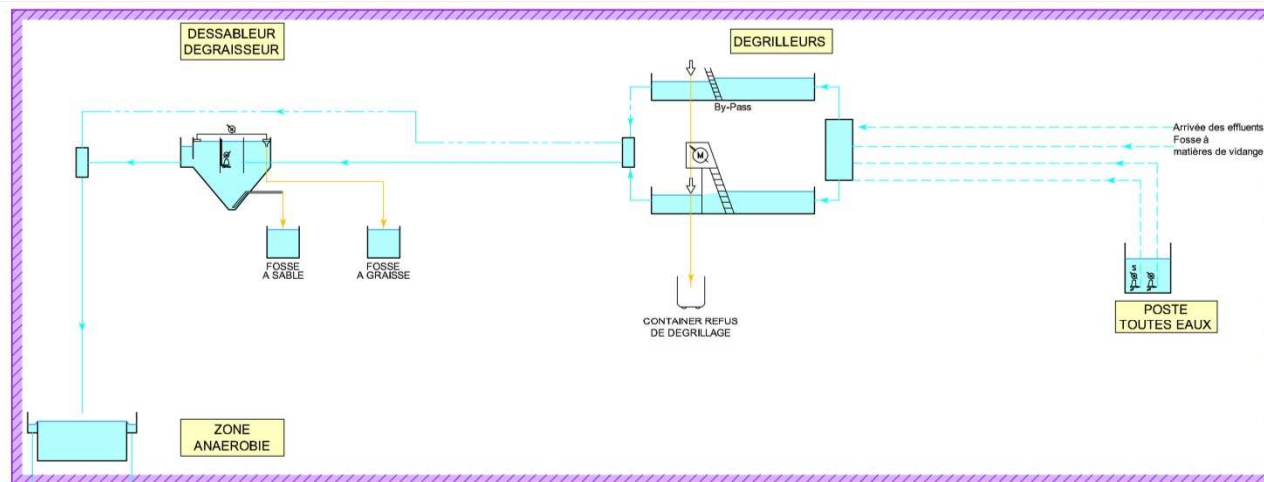 DESSABLEUR
DEGRAISSEUR
DEGRILLEURS
By-Pass
Arrivée des effluents
Fosse à
matières de vidange
M
FOSSE
A SABLE
FOSSE
A GRAISSE
CONTAINER REFUS
DE DEGRILLAGE
POSTE
TOUTES EAUX
ZONE
ANAEROBIE